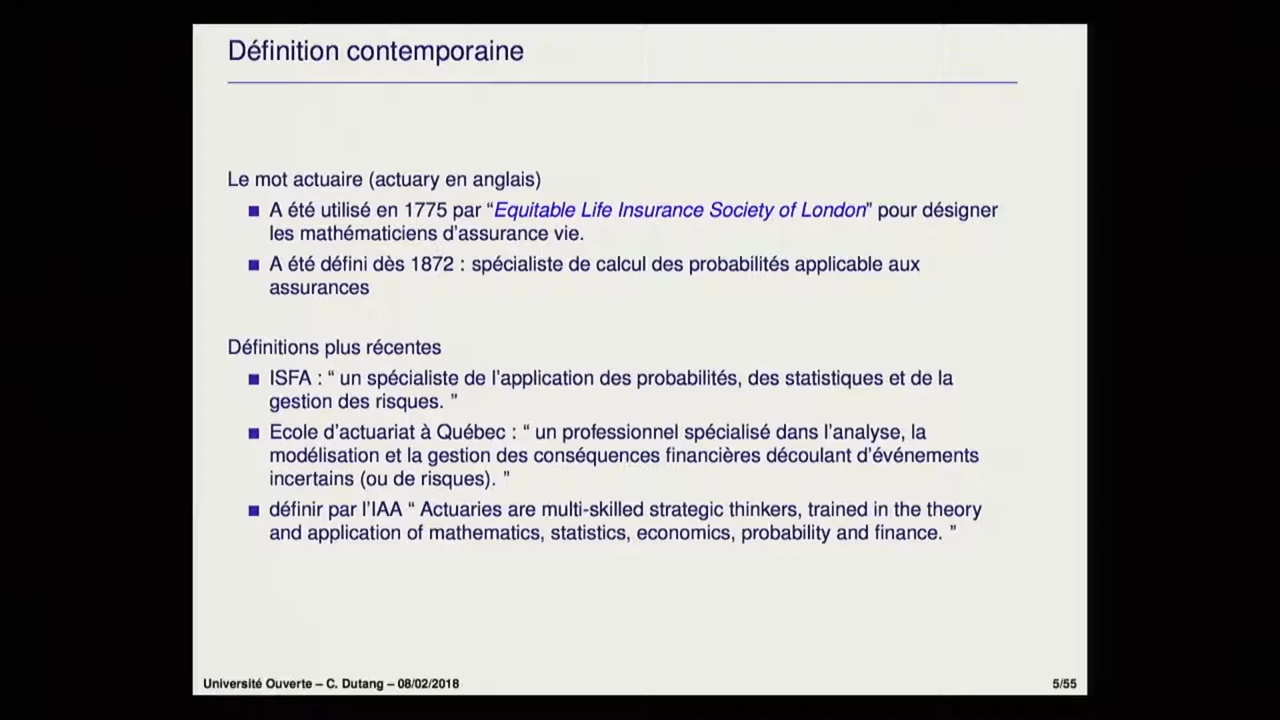 Définition contemporaine
Le mot actuaire (actuary en anglais)
■ A été utilisé en 1775 par “Equitable Life Insurance Society of London” pour désigner
les mathématiciens d’assurance vie.
■ A été défini dès 1872 : spécialiste de calcul des probabilités applicable aux
assurances
Définitions plus récentes
■ ISFA : “ un spécialiste de l’application des probabilités, des statistiques et de la
gestion des risques. ”
■ Ecole d’actuariat à Québec : “ un professionnel spécialisé dans l’analyse, la
modélisation et la gestion des conséquences financières découlant d’événements
incertains (ou de risques). ”
■ définir par l’IAA “ Actuaries are multi-skilled strategic thinkers, trained in the theory
and application of mathematics, statistics, economics, probability and finance. ”
Université Ouverte – C. Dutang – 08/02/2018
5/55